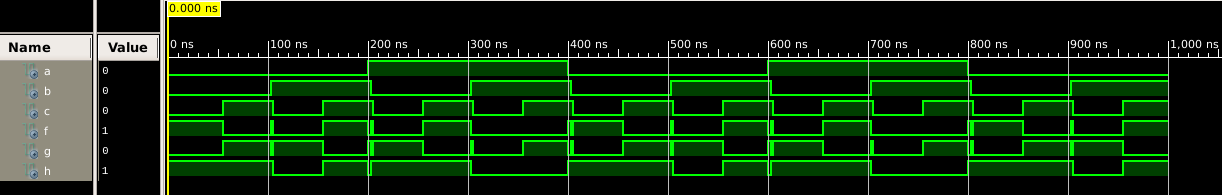 0.000 ns
Name Value
0 ns 100 ns 200 ns 300 ns 400 ns 500 ns 600 ns 700 ns 800 ns 900 ns 1,000 ns
a 0
b 0
c 0
f 1
g 0
h 1